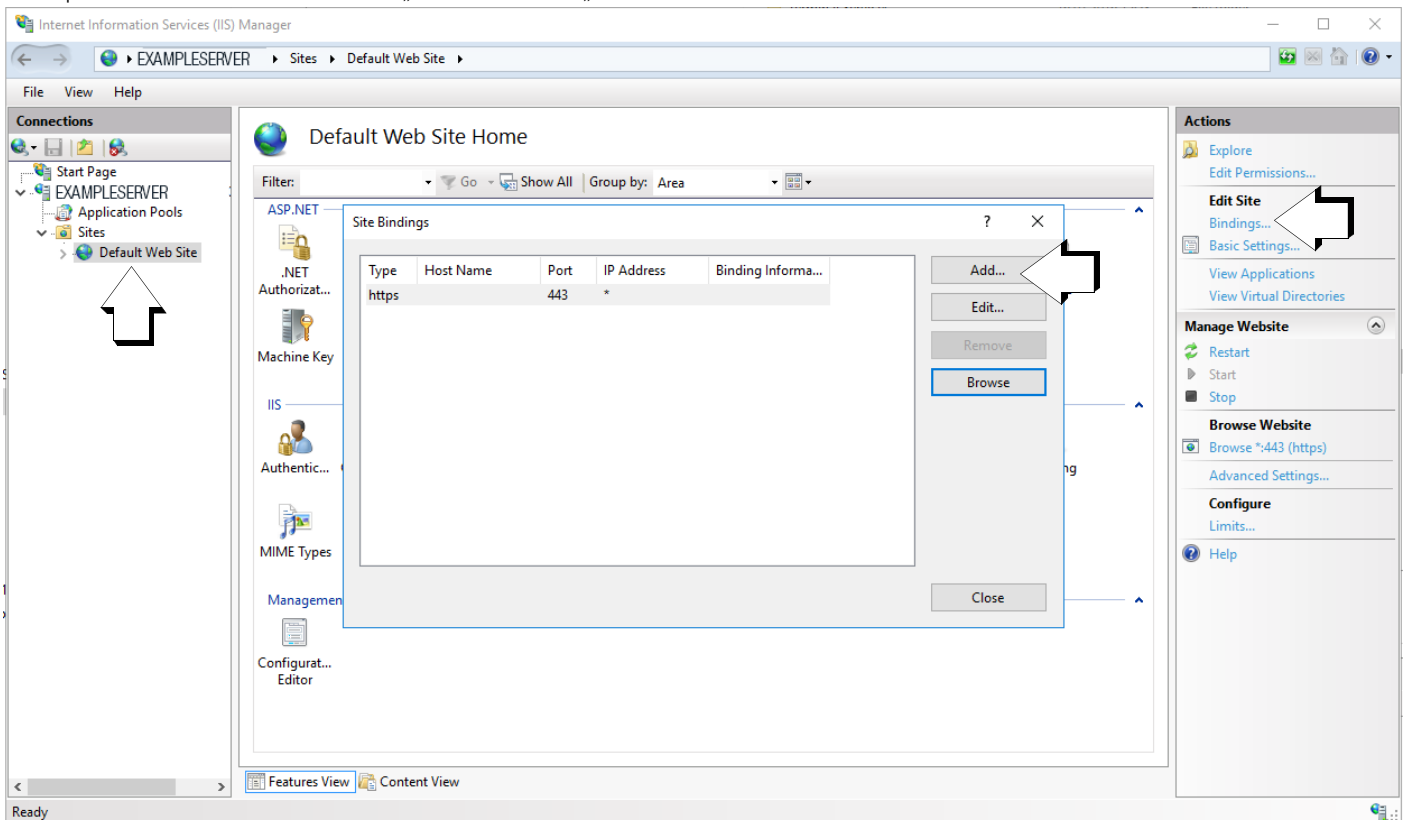 Internet Information Services (IIS) Manager
EXAMPLESERVER Sites Default Web Site
File View Help
Connections
Start Page
EXAMPLESERVER
Application Pools
Sites
Default Web Site
Default Web Site Home
Filter: Go Show All Group by: Area
ASP.NET
.NET
Authorizat...
Machine Key
IIS
Authentic...
ng
MIME Types
Managemen
Configurat...
Editor
Site Bindings
?
Type Host Name Port IP Address Binding Informa...
https 443 *
Add...
Edit...
Remove
Browse
Close
Features View Content View
Actions
Explore
Edit Permissions...
Edit Site
Bindings...
Basic Settings...
View Applications
View Virtual Directories
Manage Website
Restart
Start
Stop
Browse Website
Browse *:443 (https)
Advanced Settings...
Configure
Limits...
Help
Ready